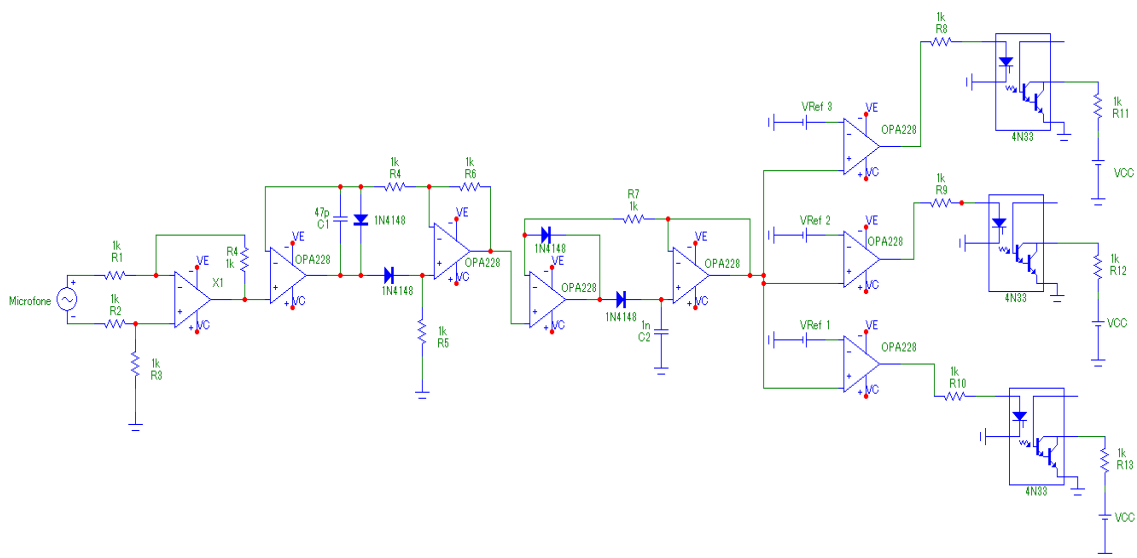 1k
R8
VRef 3
VE
OPA228
VC
4N33
1k
R11
VCC
1k
R4
1k
R6
47p
C1
1N4148
VE
OPA228
VC
1N4148
VE
OPA228
VC
1k
R5
1k
R1
R4
1k
VE
X1
VC
Microfone
1k
R2
1k
R3
R7
1k
1N4148
VE
OPA228
VC
1N4148
1n
C2
VE
OPA228
VC
VRef 2
VE
OPA228
VC
1k
R9
4N33
1k
R12
VCC
VRef 1
VE
OPA228
VC
1k
R10
4N33
1k
R13
VCC